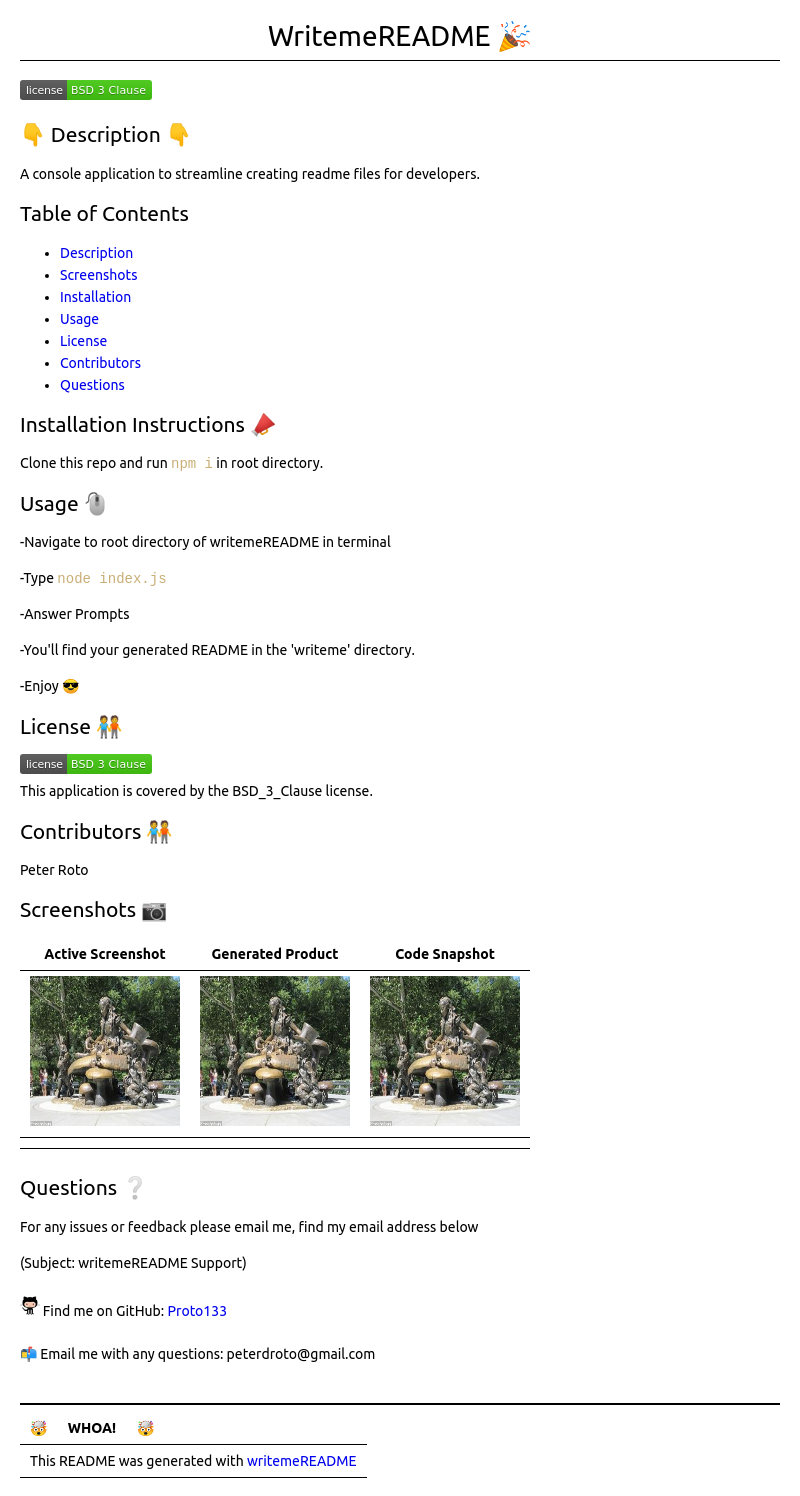 WritemeREADME 🎉
license BSD 3 Clause
👇 Description 👇
A console application to streamline creating readme files for developers.
Table of Contents
Description
Screenshots
Installation
Usage
License
Contributors
Questions
Installation Instructions 📣
Clone this repo and run npm i in root directory.
Usage 🖱️
-Navigate to root directory of writemeREADME in terminal
-Type node index.js
-Answer Prompts
-You'll find your generated README in the 'writeme' directory.
-Enjoy 😎
License 🧑‍🤝‍🧑
license BSD 3 Clause
This application is covered by the BSD_3_Clause license.
Contributors 🧑‍🤝‍🧑
Peter Roto
Screenshots 📷
Active Screenshot Generated Product Code Snapshot
Questions ❔
For any issues or feedback please email me, find my email address below
(Subject: writemeREADME Support)
Find me on GitHub: Proto133
📬 Email me with any questions: peterdroto@gmail.com
🤯 WHOA! 🤯
This README was generated with writemeREADME